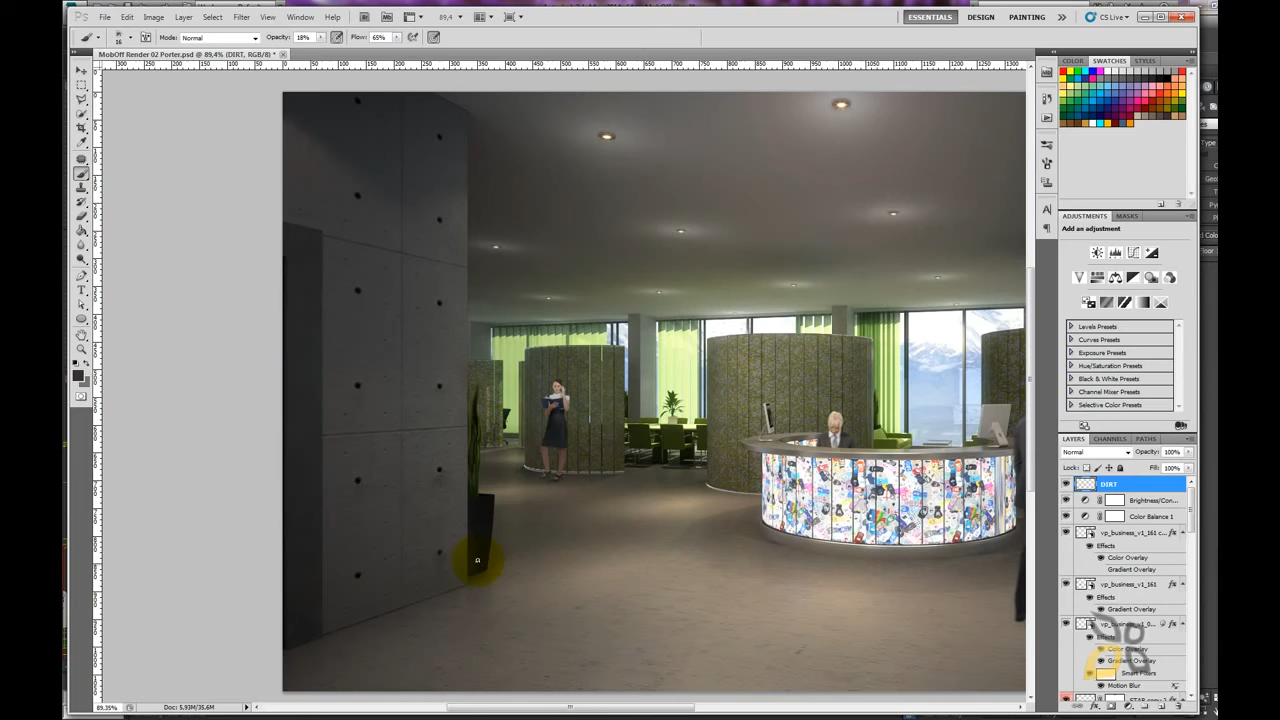 File Edit Image Layer Select Filter View Window Help
89,4
ESSENTIALS DESIGN PAINTING CS Live
16 Mode: Normal Opacity: 18% Flow: 65%
MobOff Render 02 Porter.psd @ 89,4% (DIRT, RGB/8) *
COLOR SWATCHES STYLES
ADJUSTMENTS MASKS
Add an adjustment
Levels Presets
Curves Presets
Exposure Presets
Hue/Saturation Presets
Black & White Presets
Channel Mixer Presets
Selective Color Presets
LAYERS CHANNELS PATHS
Normal Opacity: 100%
Lock: Fill: 100%
DIRT
Brightness/Con...
Color Balance 1
vp_business_v1_161 c...
Effects
Color Overlay
Gradient Overlay
vp_business_v1_161
Effects
Gradient Overlay
vp_business_v1_0...
Effects
Color Overlay
Gradient Overlay
Smart Filters
Motion Blur
89,35% Doc: 5,93M/35,6M